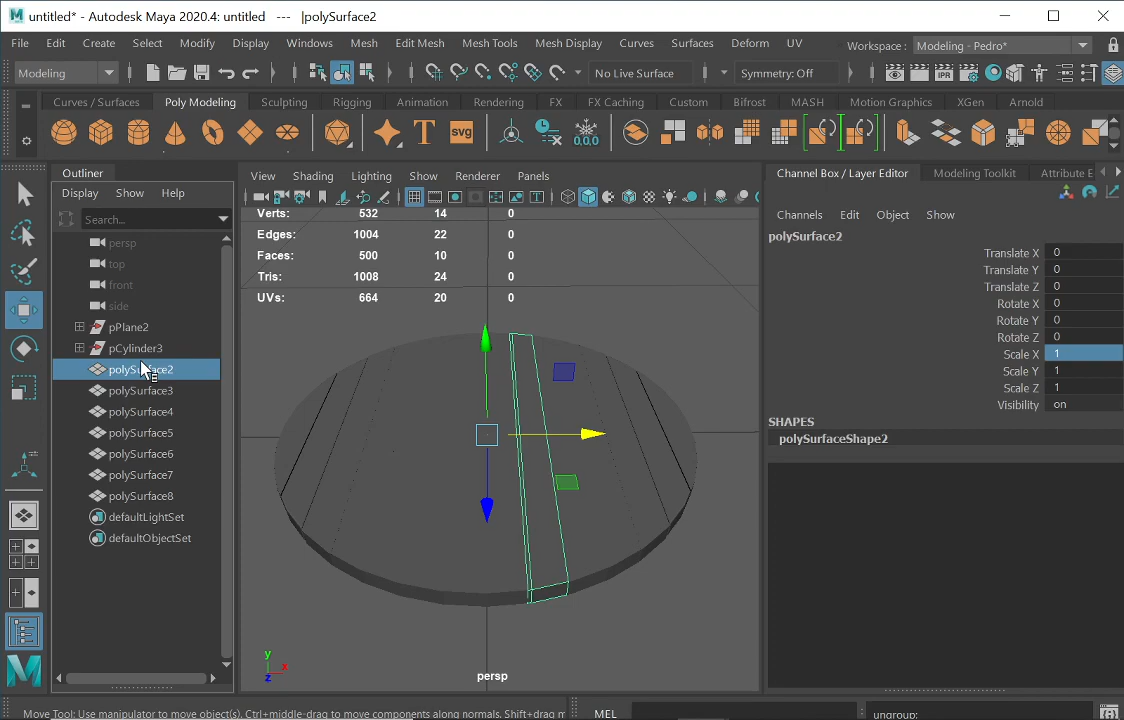 untitled* - Autodesk Maya 2020.4: untitled --- |polySurface2
File Edit Create Select Modify Display Windows Mesh Edit Mesh Mesh Tools Mesh Display Curves Surfaces Deform UV Workspace: Modeling - Pedro*
Modeling No Live Surface Symmetry: Off IPR
Curves / Surfaces Poly Modeling Sculpting Rigging Animation Rendering FX FX Caching Custom Bifrost MASH Motion Graphics XGen Arnold
T SVG 0,0,0
Outliner
Display Show Help
Search...
persp
top
front
side
pPlane2
pCylinder3
polySurface2
polySurface3
polySurface4
polySurface5
polySurface6
polySurface7
polySurface8
defaultLightSet
defaultObjectSet
View Shading Lighting Show Renderer Panels
Verts: 532 14 0
Edges: 1004 22 0
Faces: 500 10 0
Tris: 1008 24 0
UVs: 664 20 0
y
x
z
persp
Channel Box / Layer Editor Modeling Toolkit Attribute E
Channels Edit Object Show
polySurface2
Translate X 0
Translate Y 0
Translate Z 0
Rotate X 0
Rotate Y 0
Rotate Z 0
Scale X 1
Scale Y 1
Scale Z 1
Visibility on
SHAPES
polySurfaceShape2
Move Tool: Use manipulator to move object(s). Ctrl+middle-drag to move components along normals. Shift+drag m MEL ungroup: